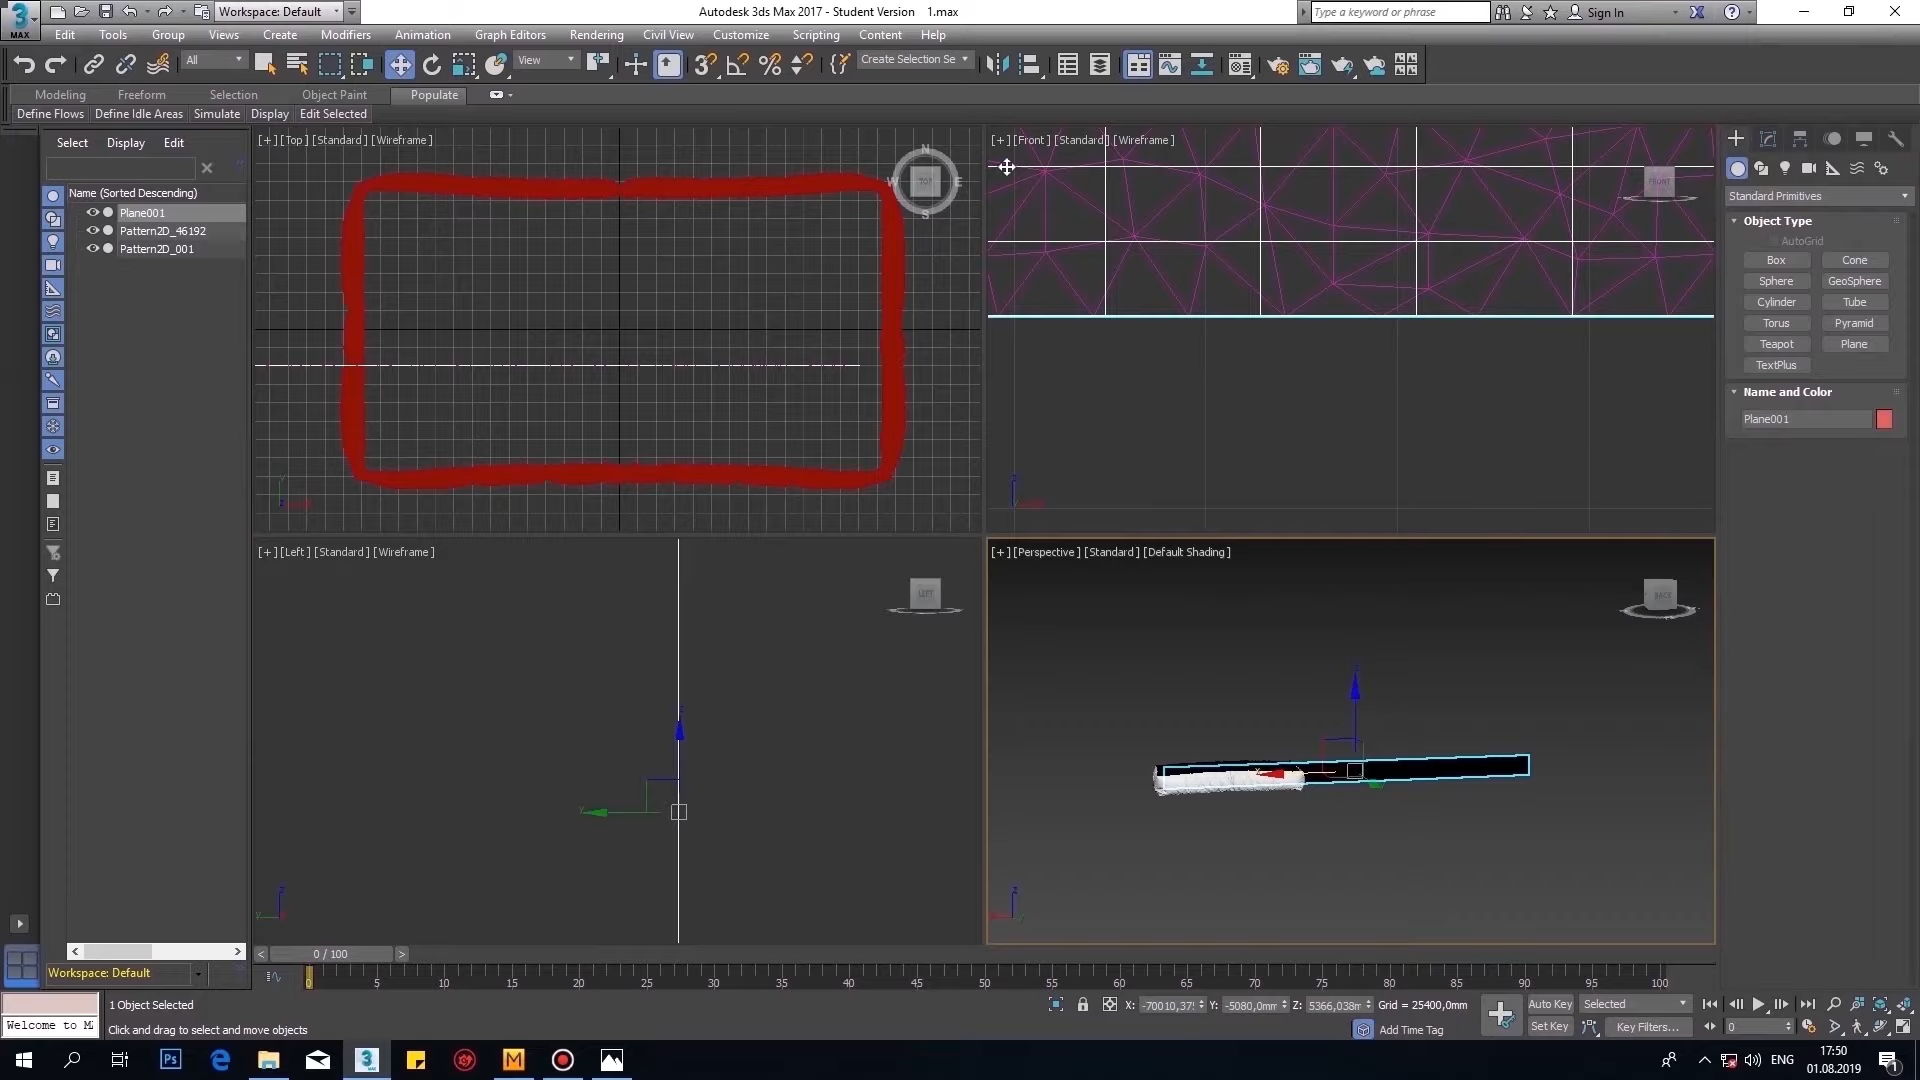 Workspace: Default
Autodesk 3ds Max 2017 - Student Version 1.max
Type a keyword or phrase
Sign In
MAX
Edit Tools Group Views Create Modifiers Animation Graph Editors Rendering Civil View Customize Scripting Content Help
All
View
Create Selection Se
Modeling Freeform Selection Object Paint Populate
Define Flows Define Idle Areas Simulate Display Edit Selected
Select Display Edit
Name (Sorted Descending)
Plane001
Pattern2D_46192
Pattern2D_001
[+] [Top] [Standard] [Wireframe]
N
W TOP E
S
[+] [Front] [Standard] [Wireframe]
FRONT
[+] [Left] [Standard] [Wireframe]
LEFT
[+] [Perspective] [Standard] [Default Shading]
BACK
Standard Primitives
Object Type
AutoGrid
Box Cone
Sphere GeoSphere
Cylinder Tube
Torus Pyramid
Teapot Plane
TextPlus
Name and Color
Plane001
0 / 100
Workspace: Default
0 5 10 15 20 25 30 35 40 45 50 55 60 65 70 75 80 85 90 95 100
1 Object Selected
X: -70010,37 Y: -5080,0mm Z: 5366,038m Grid = 25400,0mm
Auto Key Selected
Welcome to M
Click and drag to select and move objects
Add Time Tag
Set Key Key Filters...
0
Ps
3
M
ENG
17:50
01.08.2019
1